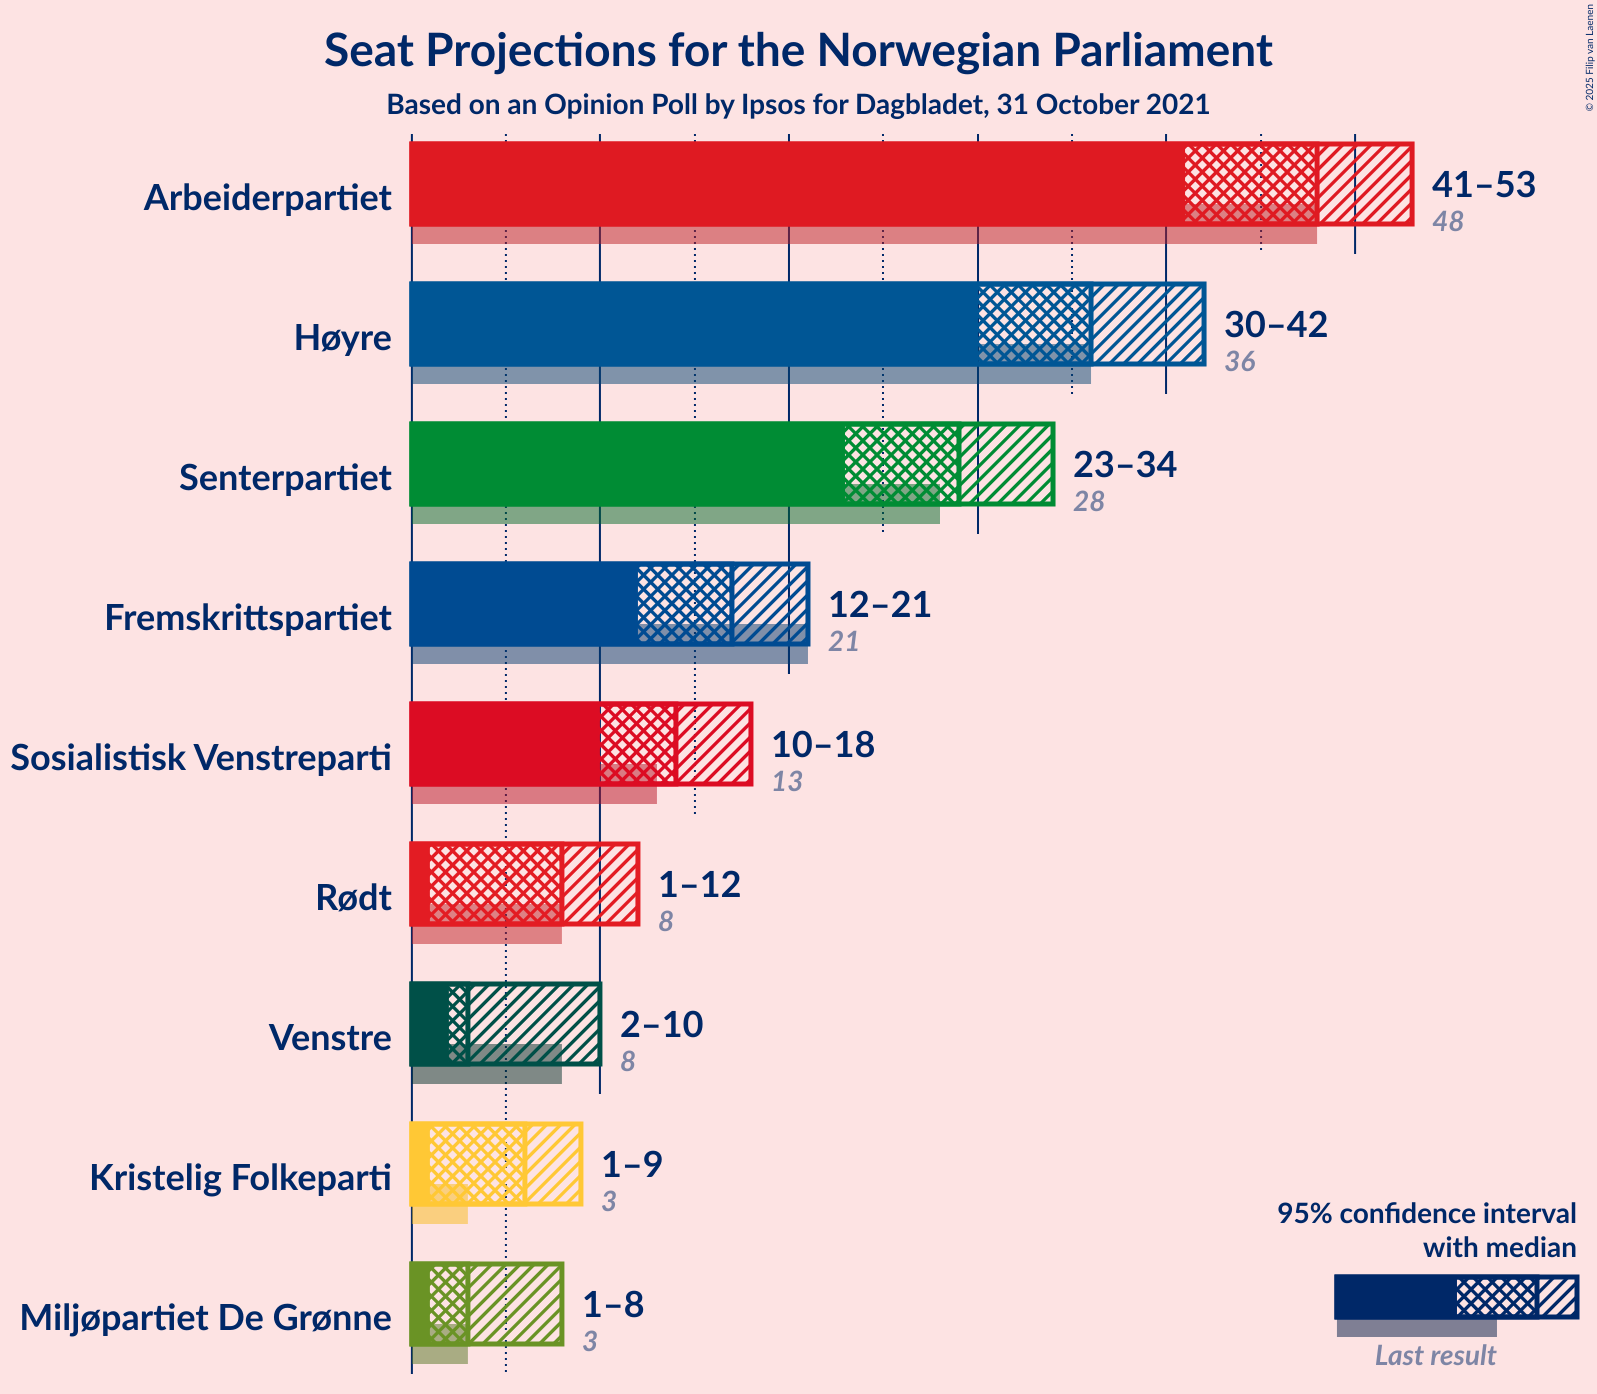 Seat Projections for the Norwegian Parliament
Based on an Opinion Poll by Ipsos for Dagbladet, 31 October 2021
© 2025 Filip van Laenen
Arbeiderpartiet
41–53
48
Høyre
30–42
36
Senterpartiet
23–34
28
Fremskrittspartiet
12–21
21
Sosialistisk Venstreparti
10–18
13
Rødt
1–12
8
Venstre
2–10
8
Kristelig Folkeparti
1–9
3
Miljøpartiet De Grønne
1–8
3
95% confidence interval
with median
Last result